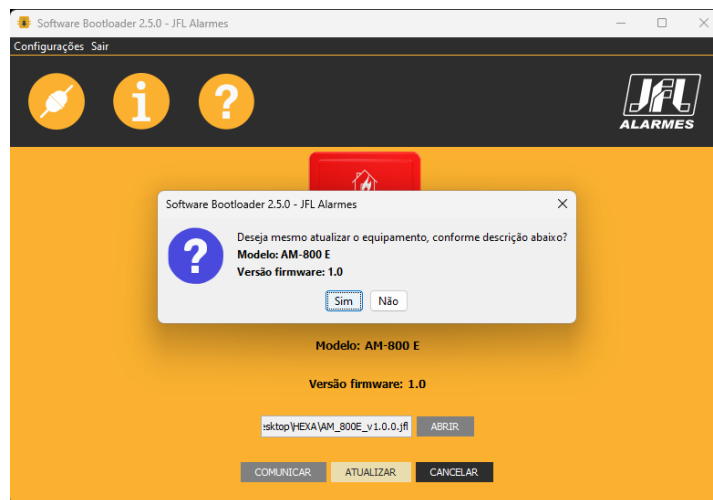 Software Bootloader 2.5.0 - JFL Alarmes
Configurações Sair
JFL
ALARMES
Software Bootloader 2.5.0 - JFL Alarmes
Deseja mesmo atualizar o equipamento, conforme descrição abaixo?
Modelo: AM-800 E
Versão firmware: 1.0
Sim Não
Modelo: AM-800 E
Versão firmware: 1.0
sktop\HEXA\AM_800E_v1.0.0.jfl ABRIR
COMUNICAR ATUALIZAR CANCELAR